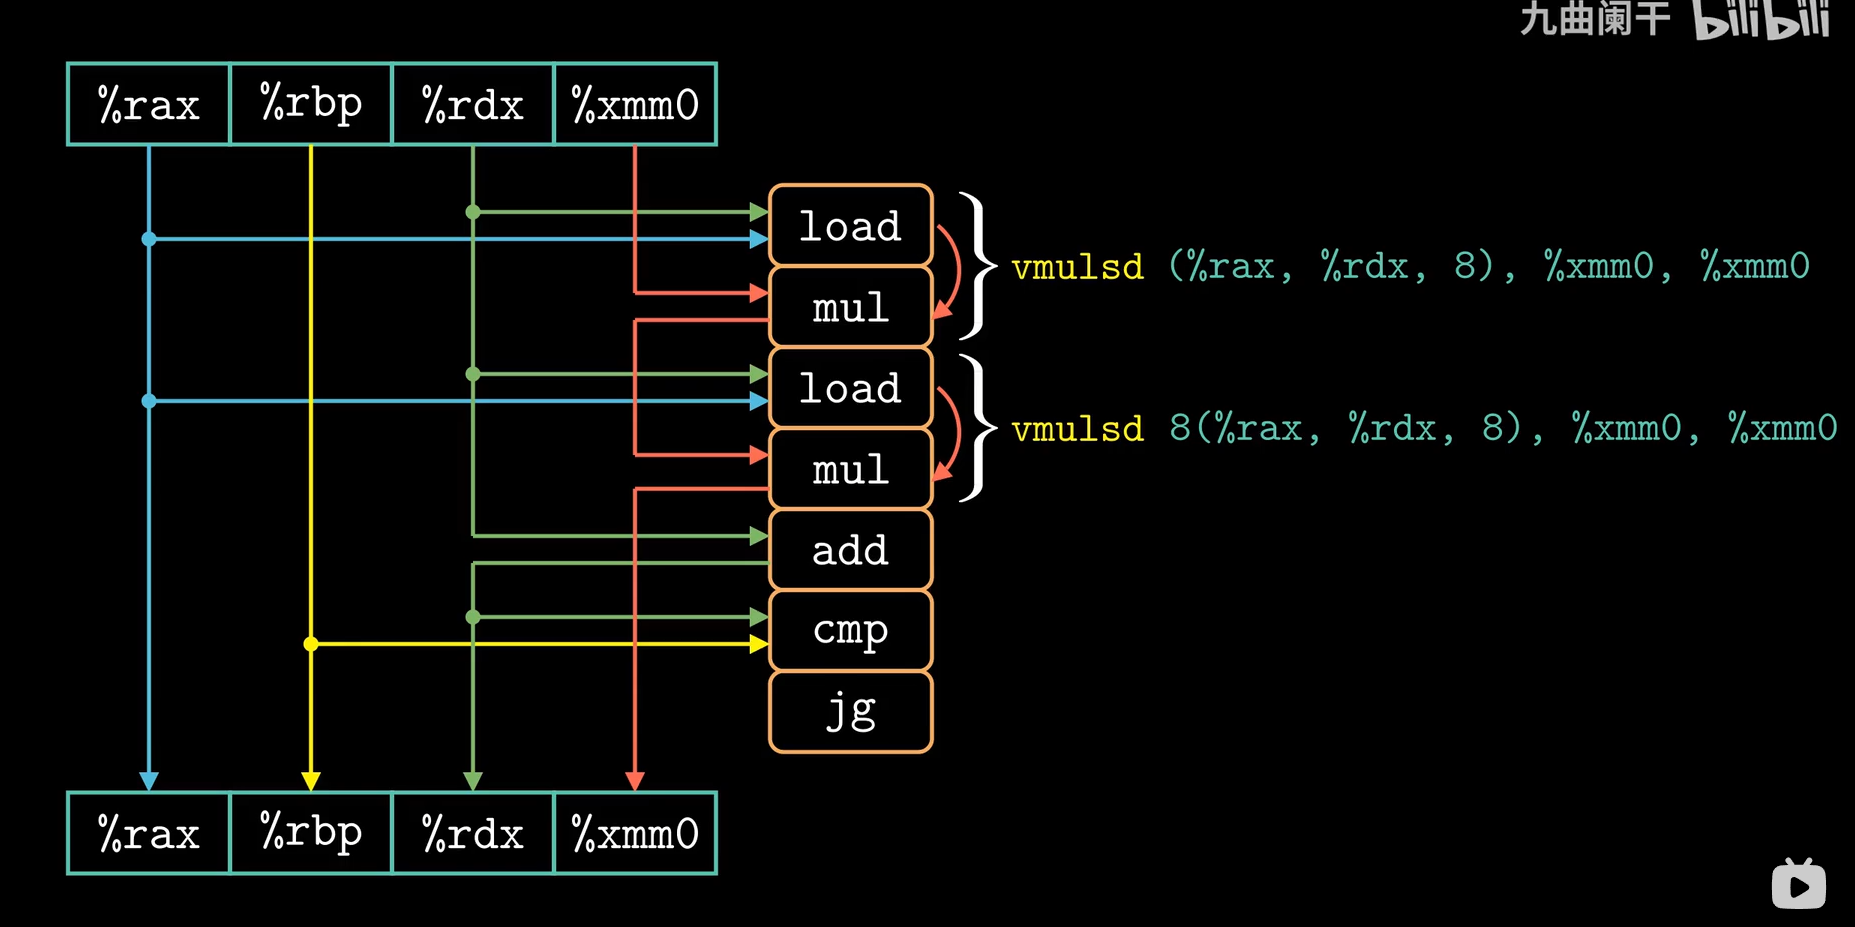 九曲阑干 bilibili
%rax %rbp %rdx %xmm0
load
vmulsd (%rax, %rdx, 8), %xmm0, %xmm0
mul
load
vmulsd 8(%rax, %rdx, 8), %xmm0, %xmm0
mul
add
cmp
jg
%rax %rbp %rdx %xmm0